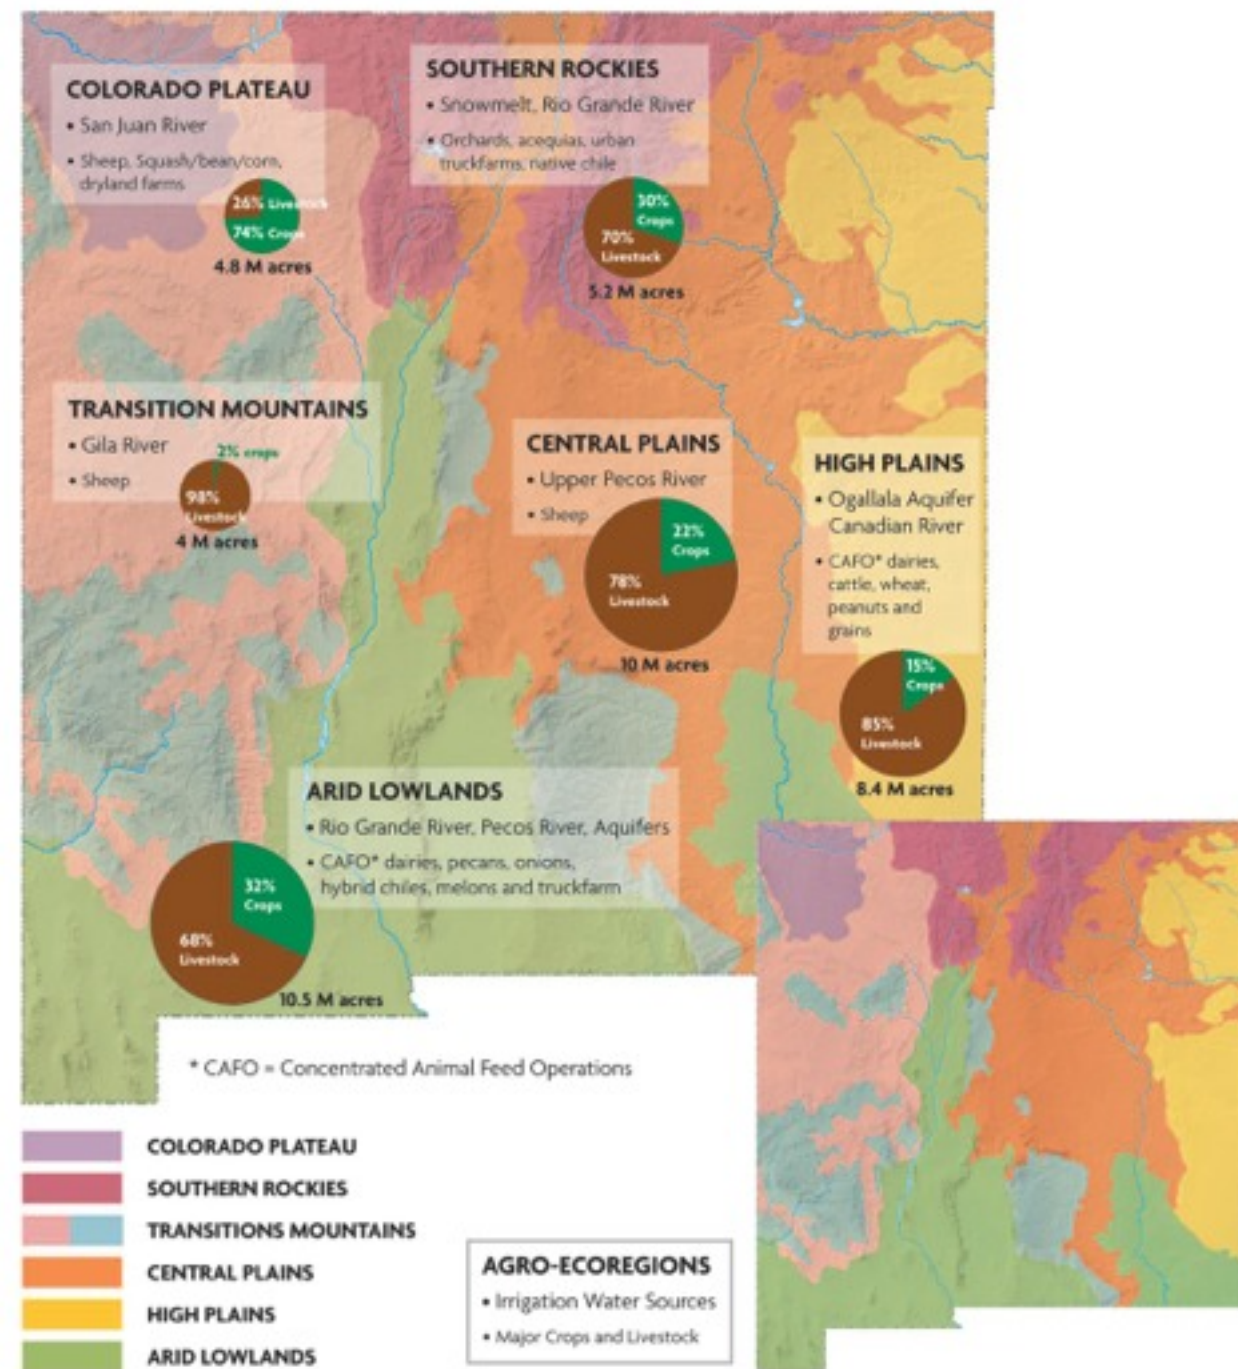 COLORADO PLATEAU
• San Juan River
• Sheep, Squash/bean/corn,
dryland farms
26% Livestock
74% Crops
4.8 M acres
SOUTHERN ROCKIES
• Snowmelt, Rio Grande River
• Orchards, acequias, urban
truckfarms, native chile
30%
Crops
70%
Livestock
5.2 M acres
TRANSITION MOUNTAINS
• Gila River
• Sheep
2% crops
98%
Livestock
4 M acres
CENTRAL PLAINS
• Upper Pecos River
• Sheep
22%
Crops
78%
Livestock
10 M acres
HIGH PLAINS
• Ogallala Aquifer
Canadian River
• CAFO* dairies,
cattle, wheat,
peanuts and
grains
15%
Crops
85%
Livestock
8.4 M acres
ARID LOWLANDS
• Rio Grande River, Pecos River, Aquifers
• CAFO* dairies, pecans, onions,
hybrid chiles, melons and truckfarm
32%
Crops
68%
Livestock
10.5 M acres
* CAFO = Concentrated Animal Feed Operations
COLORADO PLATEAU
SOUTHERN ROCKIES
TRANSITIONS MOUNTAINS
CENTRAL PLAINS
HIGH PLAINS
ARID LOWLANDS
AGRO-ECOREGIONS
• Irrigation Water Sources
• Major Crops and Livestock